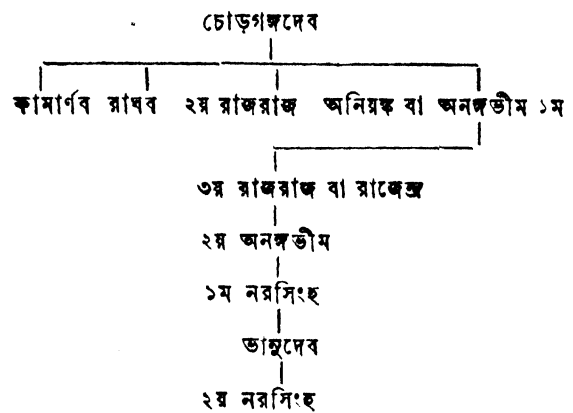 চোড়গঙ্গদেব
কামার্ণব রাঘব ২য় রাজরাজ অনিয়ঙ্ক বা অনঙ্গভীম ১ম
৩য় রাজরাজ বা রাজেন্দ্র
২য় অনঙ্গভীম
১ম নরসিংহ
ভানুদেব
২য় নরসিংহ